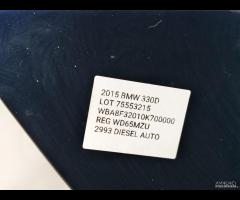 2015 BMW 330D
LOT 75553215
WBA8F32010K700000
REG WD65MZU
2993 DIESEL AUTO